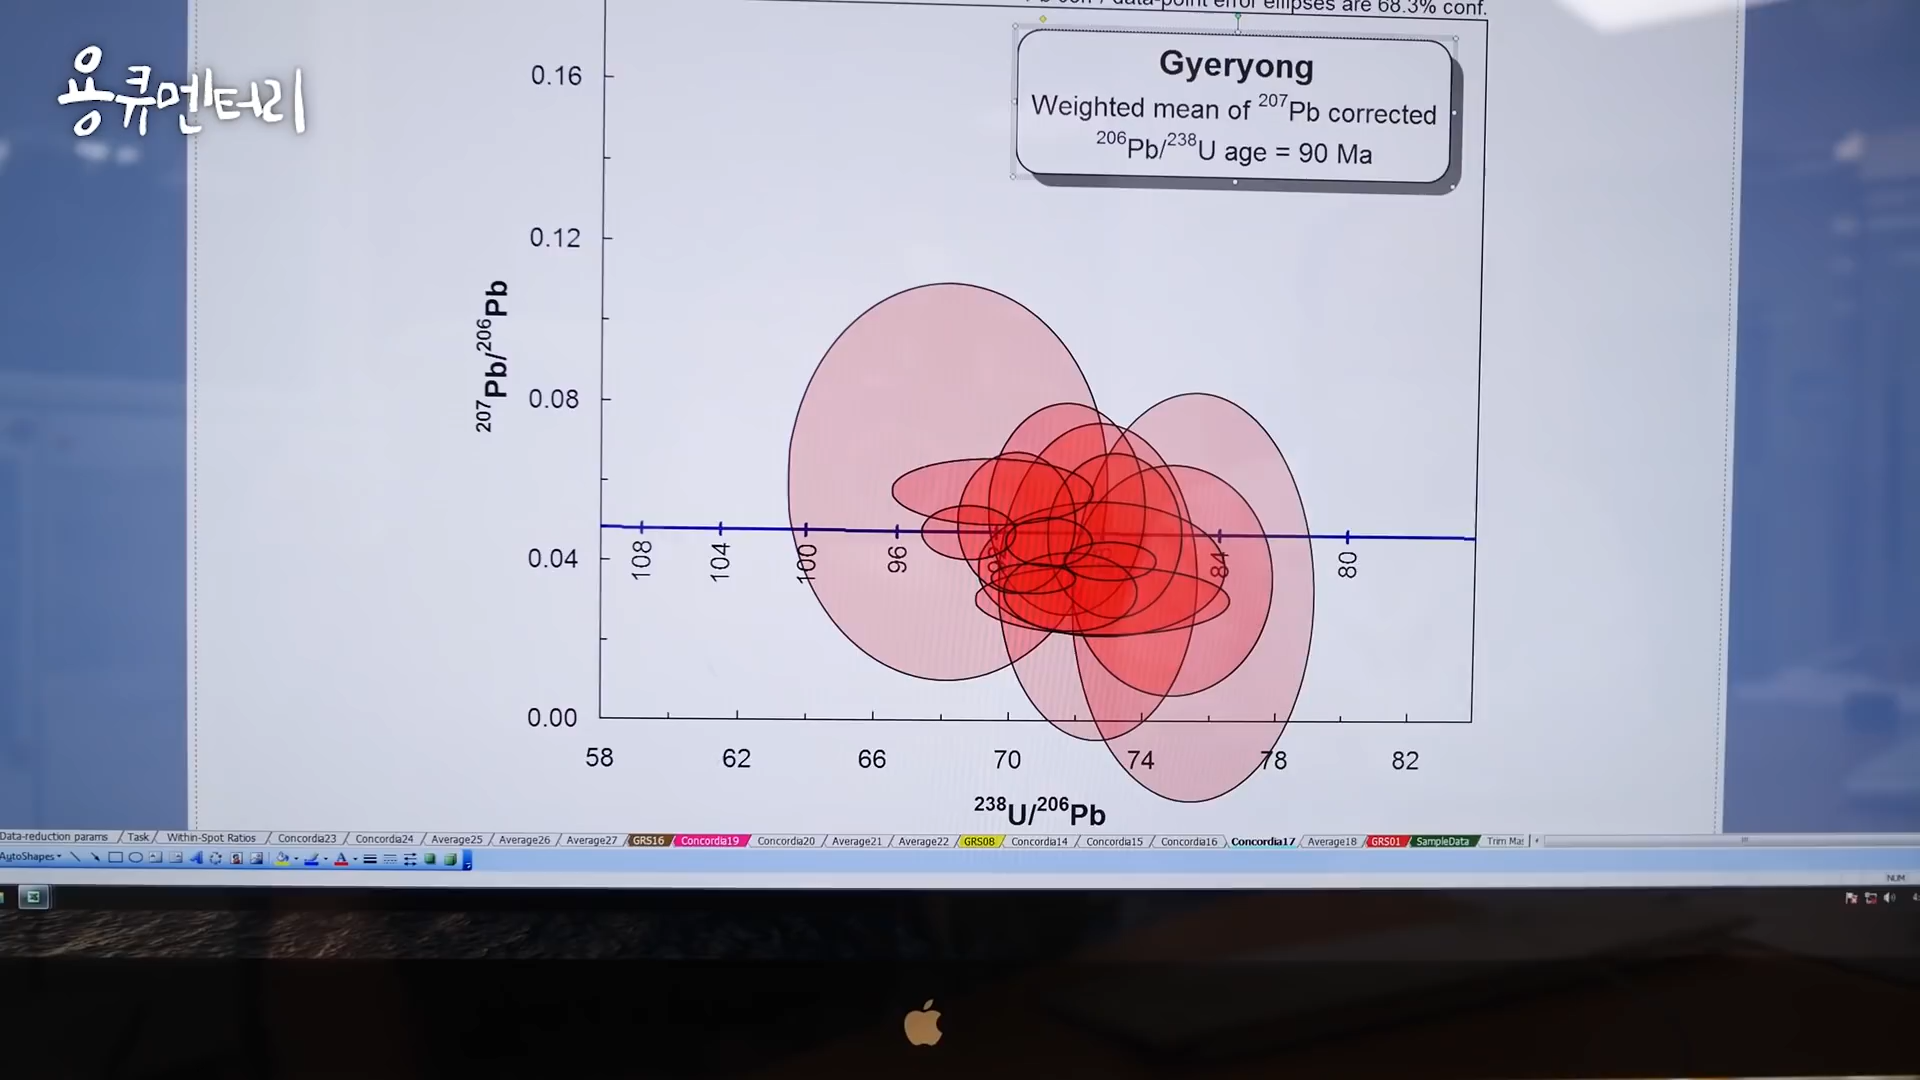 data-point error ellipses are 68.3% conf.
용큐멘터리
Gyeryong
Weighted mean of 207Pb corrected
206Pb/238U age = 90 Ma
0.16
0.12
0.08
0.04
0.00
207Pb/206Pb
108
104
100
96
84
80
58
62
66
70
74
78
82
238U/206Pb
Data-reduction params
Task
Within-Spot Ratios
Concordia23
Concordia24
Average25
Average26
Average27
GRS16
Concordia19
Concordia20
Average21
Average22
GRS08
Concordia14
Concordia15
Concordia16
Concordia17
Average18
GRS01
SampleData
Trim
AutoShapes
NUM